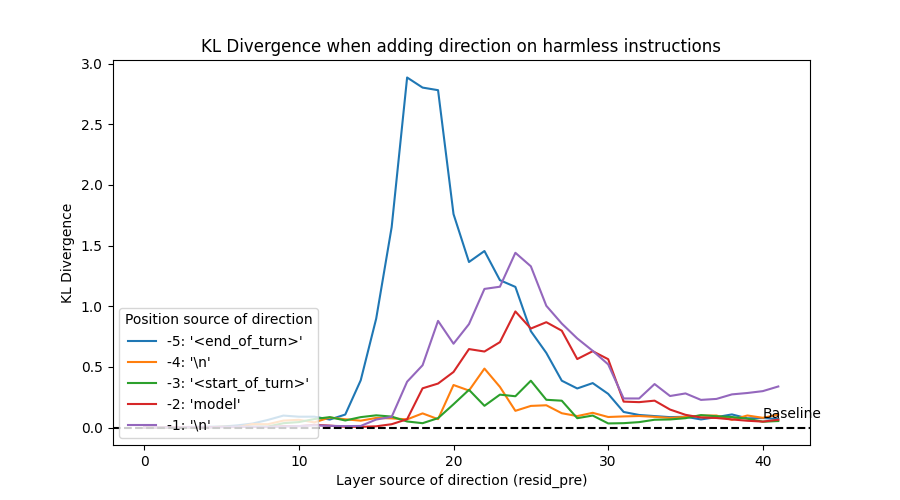 KL Divergence when adding direction on harmless instructions
3.0
2.5
2.0
1.5
1.0
0.5
0.0
KL Divergence
Position source of direction
-5: '<end_of_turn>'
-4: '\n'
-3: '<start_of_turn>'
-2: 'model'
-1: '\n'
Baseline
0 10 20 30 40
Layer source of direction (resid_pre)